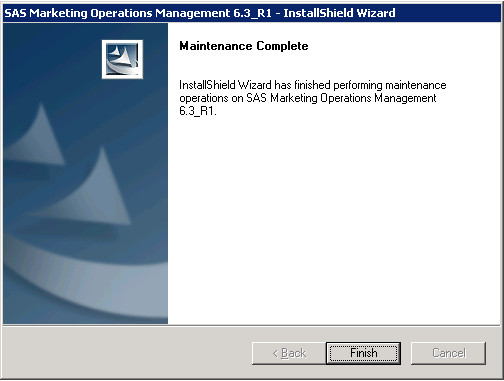 SAS Marketing Operations Management 6.3_R1 - InstallShield Wizard
Maintenance Complete
InstallShield Wizard has finished performing maintenance
operations on SAS Marketing Operations Management
6.3_R1.
< Back
Finish
Cancel